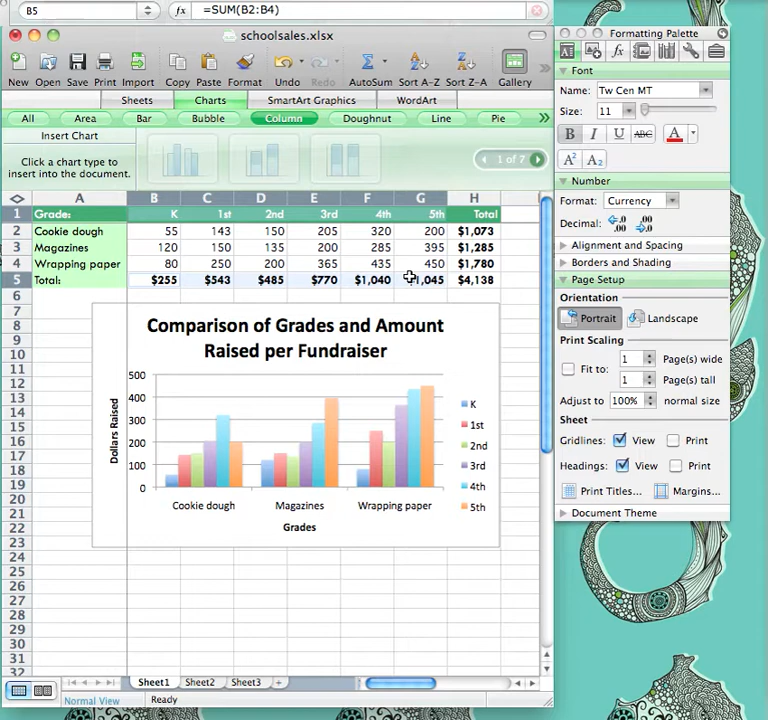 B5 fx =SUM(B2:B4)
schoolsales.xlsx
New Open Save Print Import Copy Paste Format Undo Redo AutoSum Sort A-Z Sort Z-A Gallery
Sheets Charts SmartArt Graphics WordArt
All Area Bar Bubble Column Doughnut Line Pie
Insert Chart
Click a chart type to
insert into the document.
1 of 7
A B C D E F G H
1 Grade: K 1st 2nd 3rd 4th 5th Total
2 Cookie dough 55 143 150 205 320 200 $1,073
3 Magazines 120 150 135 200 285 395 $1,285
4 Wrapping paper 80 250 200 365 435 450 $1,780
5 Total: $255 $543 $485 $770 $1,040 1,045 $4,138
6
7
8
9
10
11
12
13
14
15
16
17
18
19
20
21
22
23
24
25
26
27
28
29
30
31
32
Comparison of Grades and Amount
Raised per Fundraiser
Dollars Raised
500
400
300
200
100
0
Cookie dough Magazines Wrapping paper
Grades
K
1st
2nd
3rd
4th
5th
Sheet1 Sheet2 Sheet3 +
Normal View Ready
Formatting Palette
Font
Name: Tw Cen MT
Size: 11
B I U ABC A
A² A₂
Number
Format: Currency
Decimal: .00 .00
Alignment and Spacing
Borders and Shading
Page Setup
Orientation
Portrait Landscape
Print Scaling
Fit to: 1 Page(s) wide
1 Page(s) tall
Adjust to 100% normal size
Sheet
Gridlines: View Print
Headings: View Print
Print Titles... Margins...
Document Theme